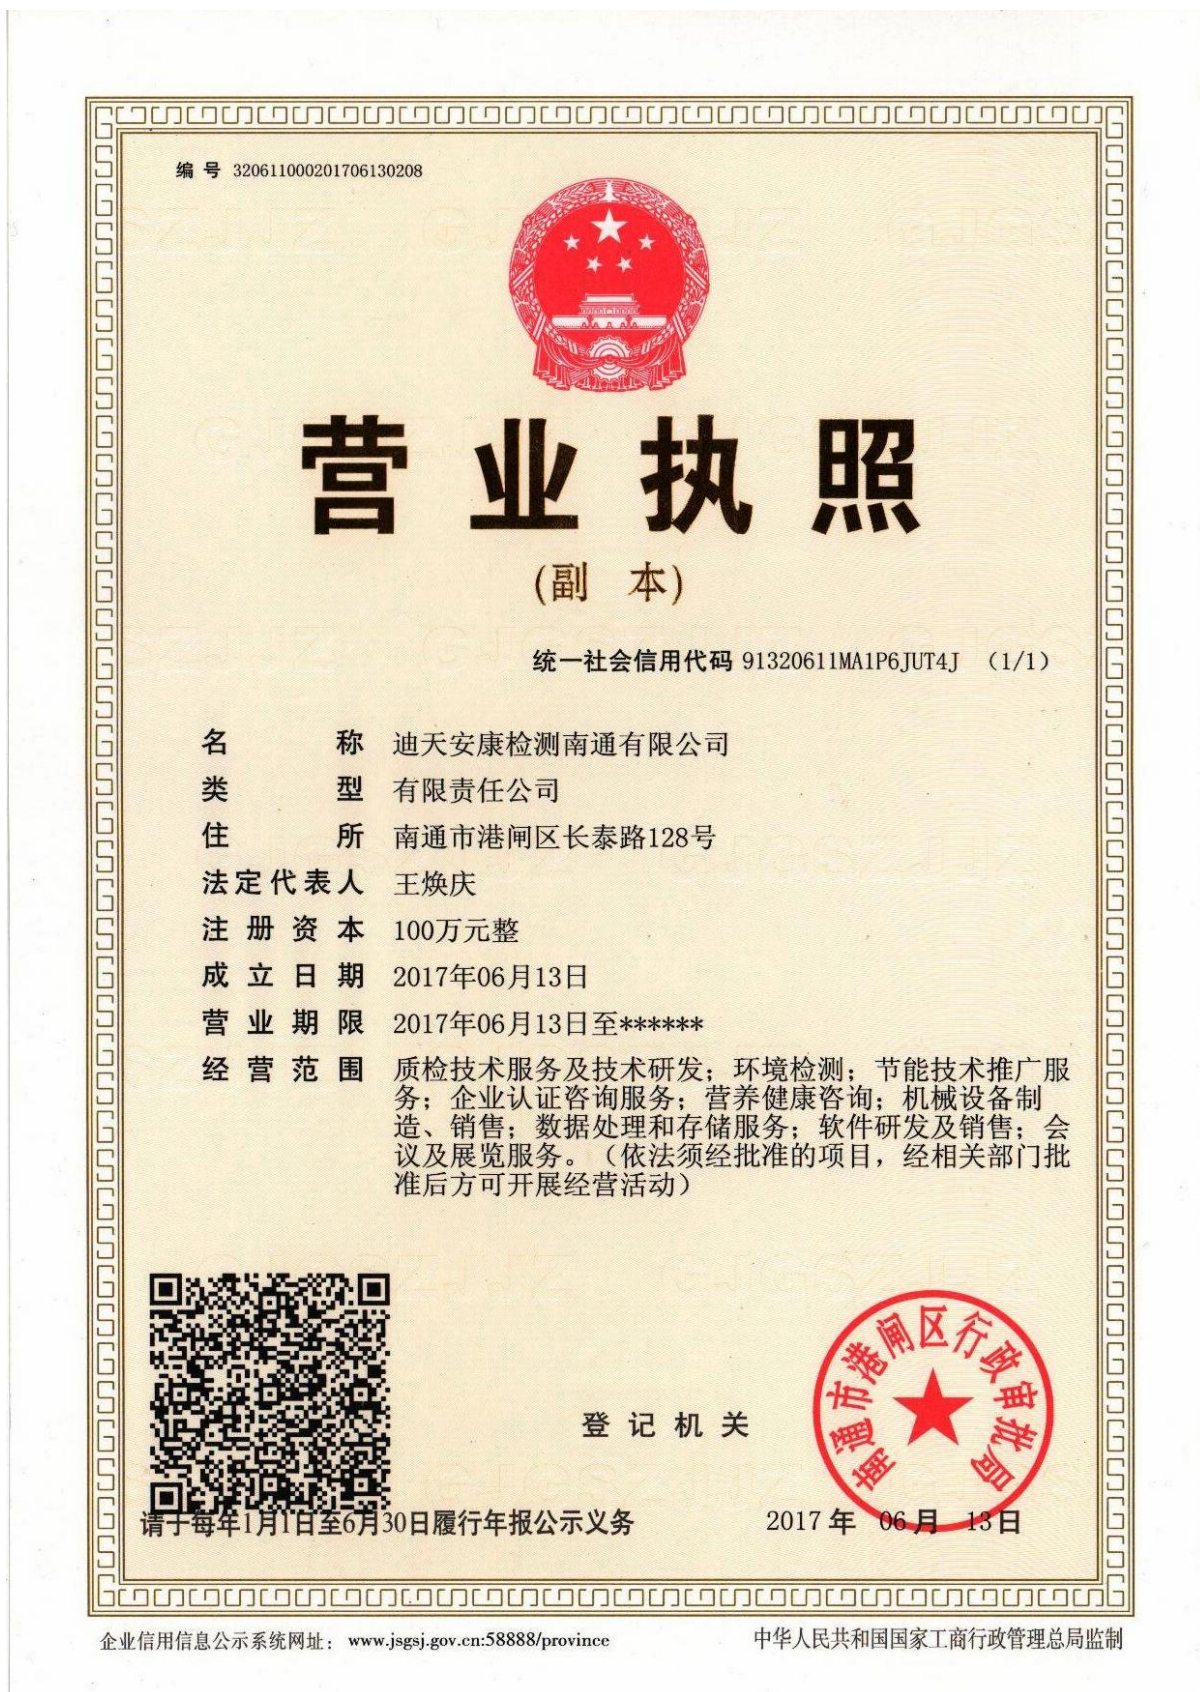 编 号 320611000201706130208
营业执照
(副 本)
统一社会信用代码 91320611MA1P6JUT4J （1/1）
名 称 迪天安康检测南通有限公司
类 型 有限责任公司
住 所 南通市港闸区长泰路128号
法定代表人 王焕庆
注册资本 100万元整
成立日期 2017年06月13日
营业期限 2017年06月13日至******
经营范围 质检技术服务及技术研发；环境检测；节能技术推广服
务；企业认证咨询服务；营养健康咨询；机械设备制
造、销售；数据处理和存储服务；软件研发及销售；会
议及展览服务。（依法须经批准的项目，经相关部门批
准后方可开展经营活动）
南通市港闸区行政审批局
登记机关
请于每年1月1日至6月30日履行年报公示义务
2017 年 06 月 13 日
企业信用信息公示系统网址： www.jsgsj.gov.cn:58888/province
中华人民共和国国家工商行政管理总局监制